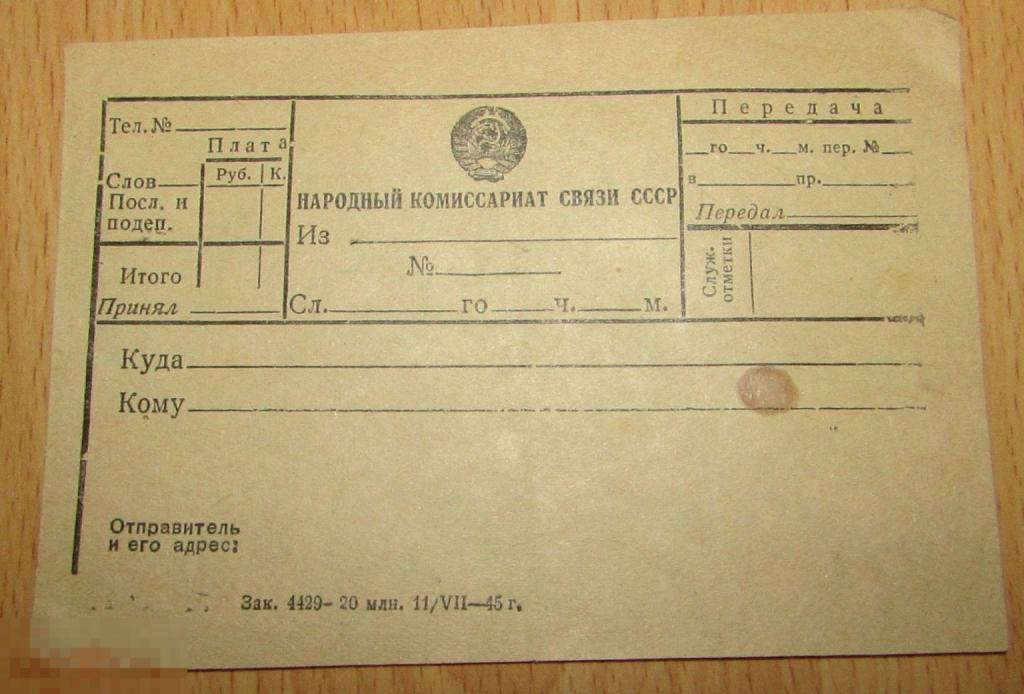 Тел. №
Плата
Руб. К.
Слов
Посл. и
подеп.
Итого
Принял
НАРОДНЫЙ КОМИССАРИАТ СВЯЗИ СССР
Из
№
Сл. го ч. м.
Передача
го ч. м. пер. №
в пр.
Передал
Служ.
отметки
Куда
Кому
Отправитель
и его адрес:
Зак. 4429- 20 млн. 11/VII—45 г.